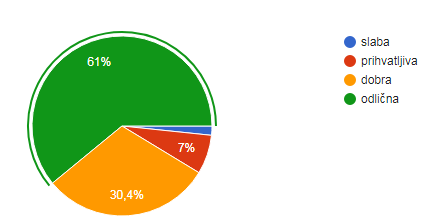 61%
7%
30,4%
slaba
prihvatljiva
dobra
odlična